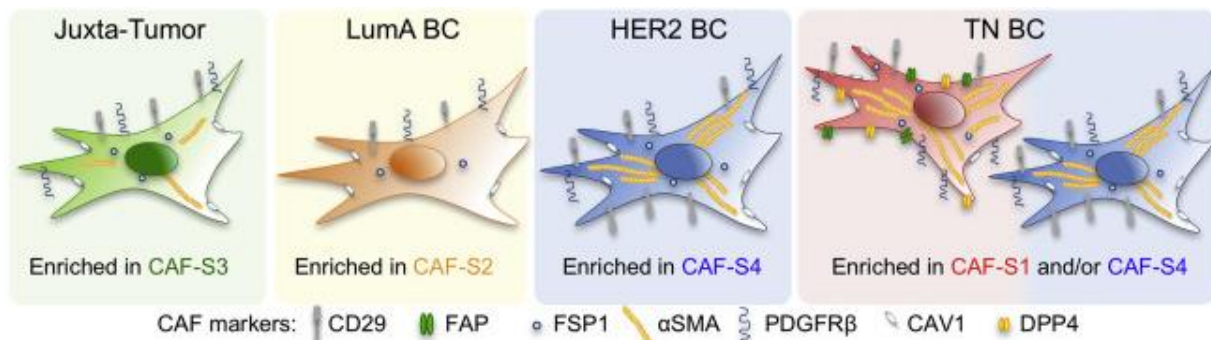 Juxta-Tumor
LumA BC
HER2 BC
TN BC
Enriched in CAF-S3
Enriched in CAF-S2
Enriched in CAF-S4
Enriched in CAF-S1 and/or CAF-S4
CAF markers: CD29 FAP FSP1 αSMA PDGFRβ CAV1 DPP4